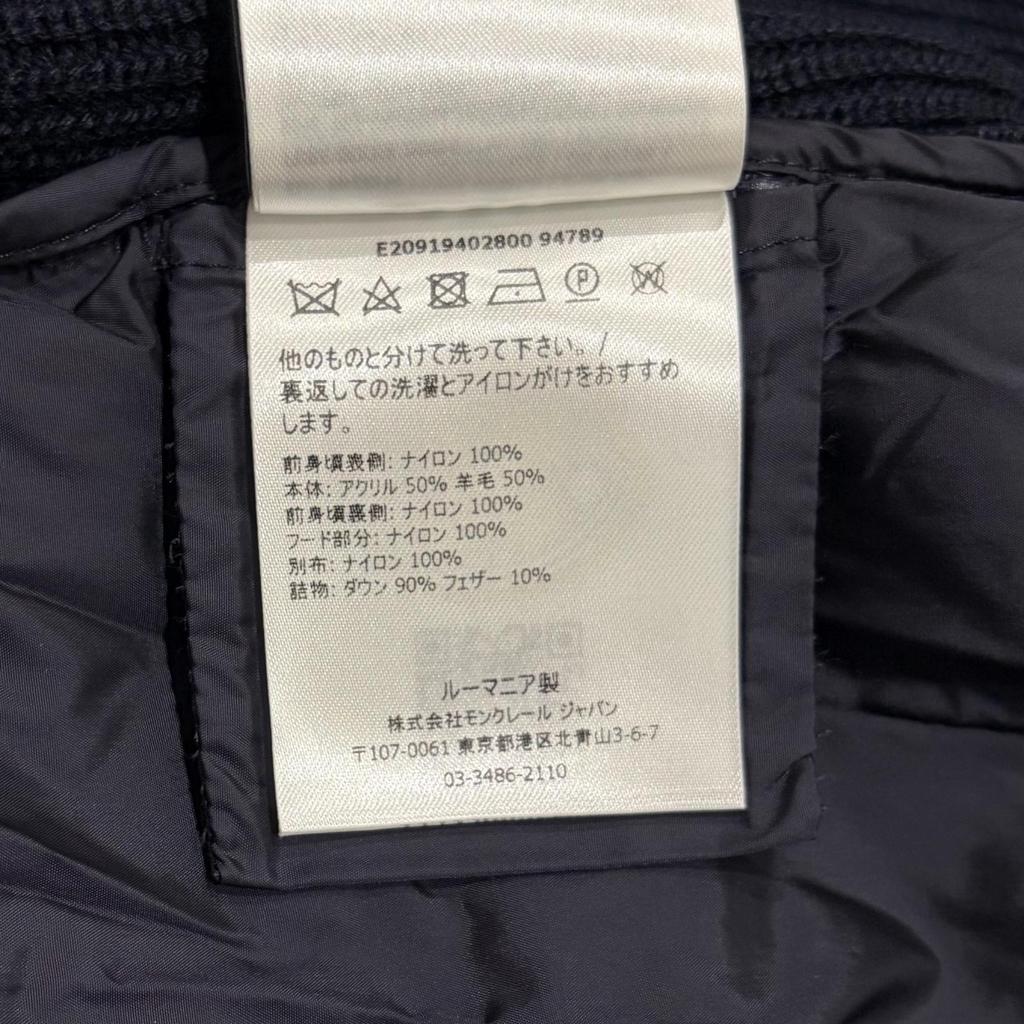 E20919402800 94789
P
W
他のものと分けて洗って下さい。/
裏返しての洗濯とアイロンがけをおすすめ
します。
前身頃表側: ナイロン 100%
本体: アクリル 50% 羊毛 50%
前身頃裏側: ナイロン 100%
フード部分: ナイロン 100%
別布: ナイロン 100%
詰物: ダウン 90% フェザー 10%
ルーマニア製
株式会社モンクレール ジャパン
〒107-0061 東京都港区北青山3-6-7
03-3486-2110